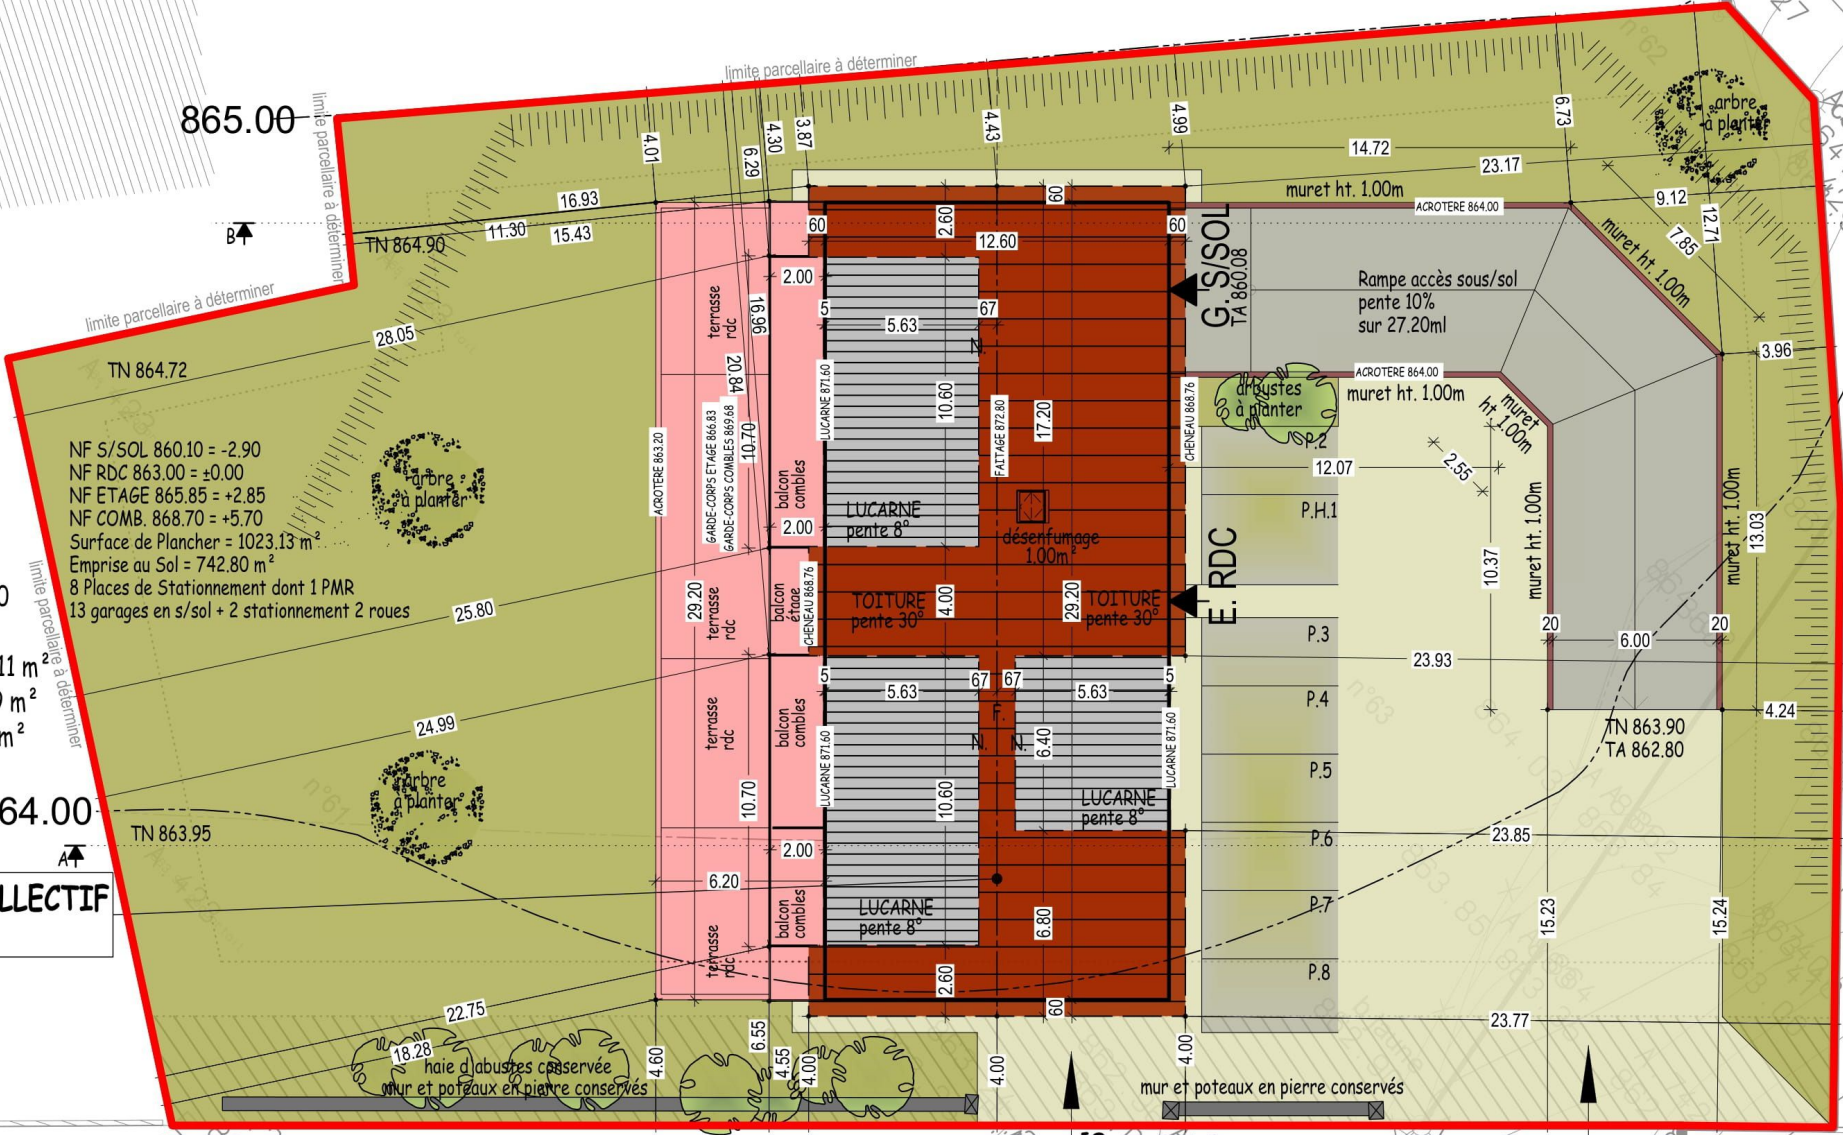 limite parcellaire à déterminer
865.00
limite parcellaire à déterminer
limite parcellaire à déterminer
n°62
arbre
à planter
4.01
6.29
4.30
3.87
4.43
4.99
6.73
14.72
23.17
muret ht. 1.00m
ACROTERE 864.00
9.12
12.71
7.85
muret ht. 1.00m
16.93
11.30
15.43
B
TN 864.90
60
60
2.60
12.60
60
G. S/SOL
TA 860.08
Rampe accès sous/sol
pente 10%
sur 27.20ml
3.96
2.00
terrasse
rdc
16.96
5
5.63
67
N.
28.05
TN 864.72
20.84
LUCARNE 871.60
10.60
FAITAGE 872.80
17.20
CHENEAU 868.76
ACROTERE 864.00
muret ht. 1.00m
muret
ht. 1.00m
arbustes
à planter
NF S/SOL 860.10 = -2.90
NF RDC 863.00 = ±0.00
NF ETAGE 865.85 = +2.85
NF COMB. 868.70 = +5.70
Surface de Plancher = 1023.13 m²
Emprise au Sol = 742.80 m²
8 Places de Stationnement dont 1 PMR
13 garages en s/sol + 2 stationnement 2 roues
arbre
à planter
ACROTERE 863.20
GARDE-CORPS ETAGE 866.83
GARDE-CORPS COMBLES 869.68
10.70
balcon
combles
2.00
LUCARNE
pente 8°
désenfumage
1.00m²
P.2
12.07
2.55
P.H.1
muret ht. 1.00m
muret ht. 1.00m
13.03
10.37
E. RDC
limite parcellaire à déterminer
25.80
29.20
terrasse
rdc
balcon
étage
CHENEAU 868.76
TOITURE
pente 30°
4.00
29.20
TOITURE
pente 30°
P.3
20
6.00
20
23.93
11 m²
m²
m²
24.99
terrasse
rdc
balcon
combles
5
5.63
67
67
5.63
5
F.
N.
N.
6.40
LUCARNE 871.60
LUCARNE 871.60
P.4
n°63
4.24
TN 863.90
TA 862.80
P.5
arbre
à planter
n°61
10.70
10.60
LUCARNE
pente 8°
64.00
TN 863.95
A
P.6
23.85
2.00
6.20
LLECTIF
balcon
combles
LUCARNE
pente 8°
6.80
P.7
15.23
15.24
terrasse
rdc
2.60
P.8
22.75
60
23.77
18.28
haie d'abustes conservée
mur et poteaux en pierre conservés
4.60
6.55
4.55
4.00
4.00
4.00
mur et poteaux en pierre conservés